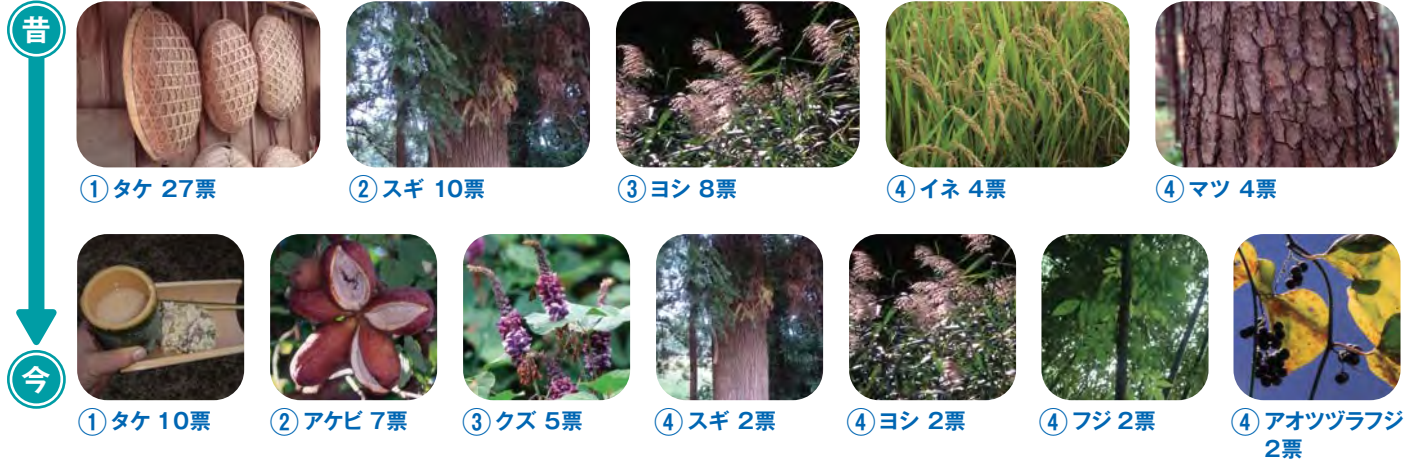 昔
①タケ 27票
②スギ 10票
③ヨシ 8票
④イネ 4票
④マツ 4票
今
①タケ 10票
②アケビ 7票
③クズ 5票
④スギ 2票
④ヨシ 2票
④フジ 2票
④アオツヅラフジ
2票